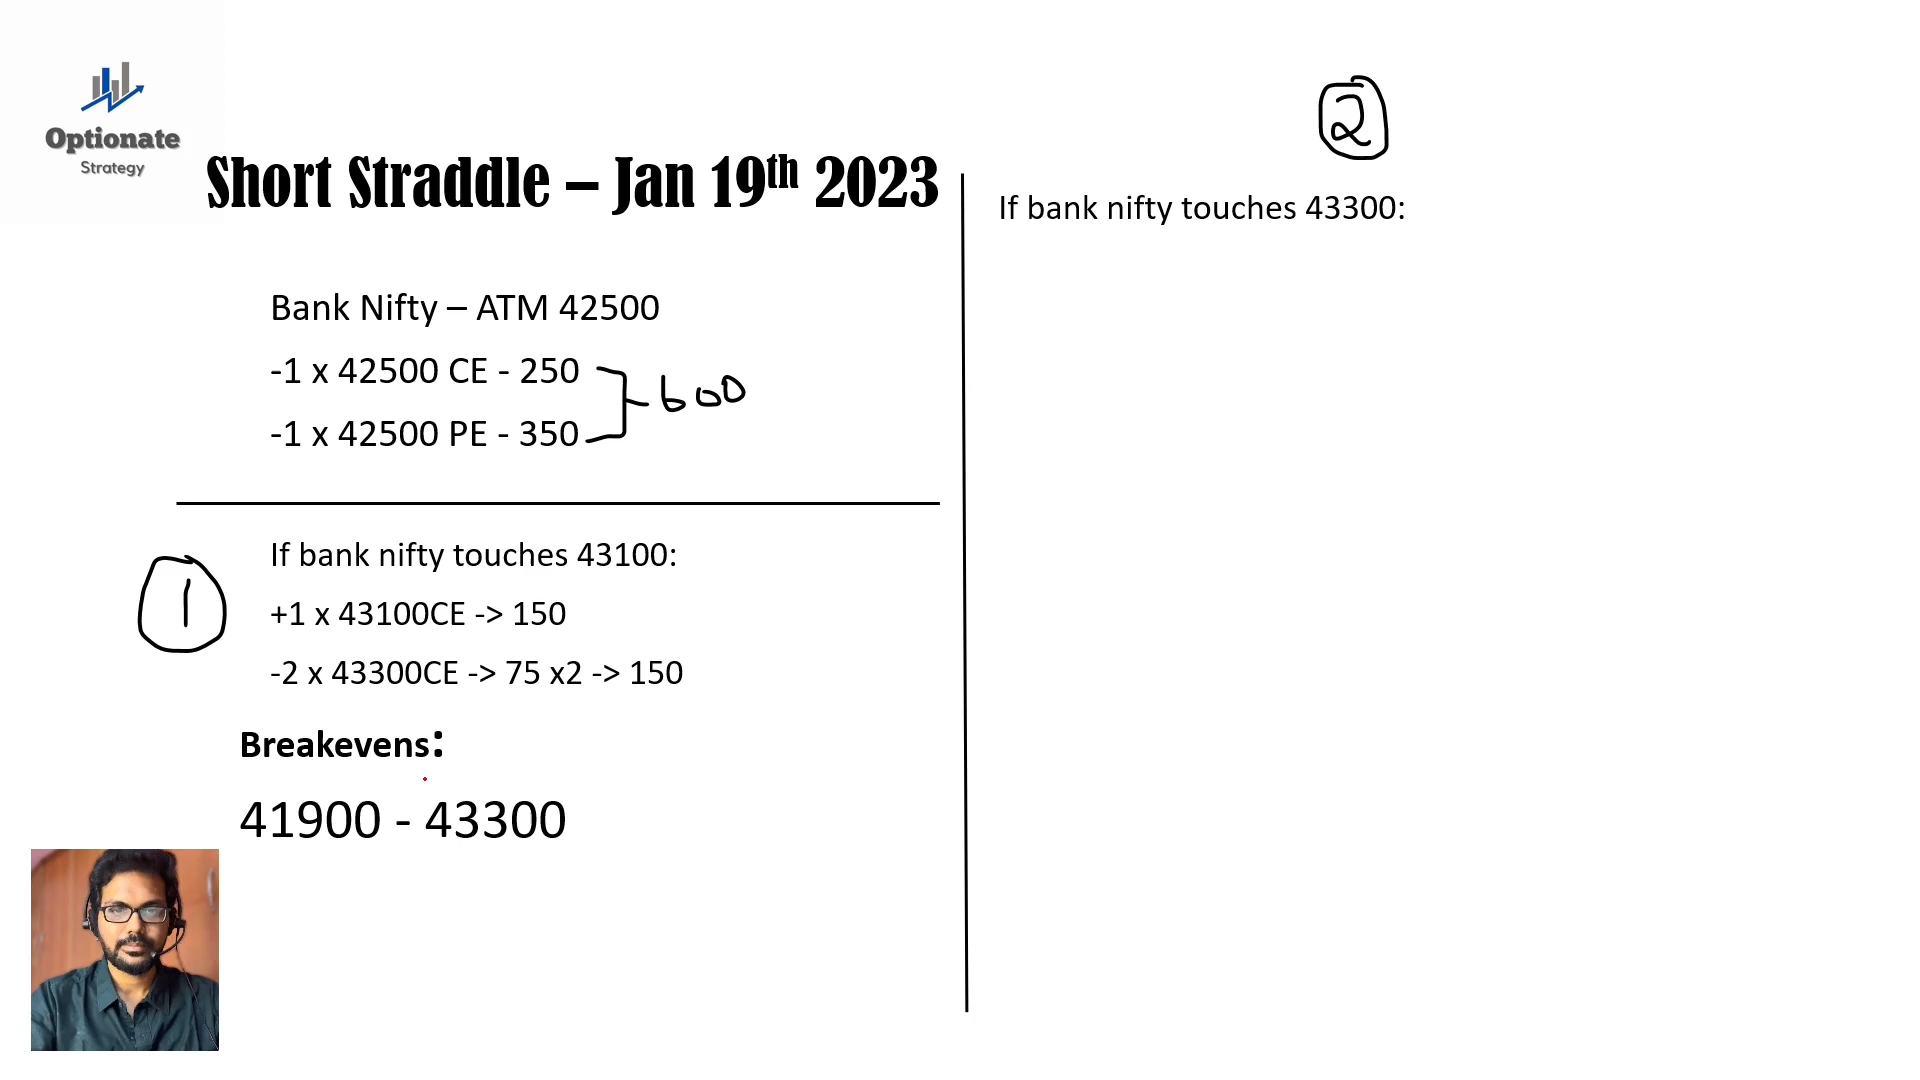 Optionate
Strategy
Short Straddle – Jan 19th 2023
Bank Nifty – ATM 42500
-1 x 42500 CE - 250
-1 x 42500 PE - 350
600
1
If bank nifty touches 43100:
+1 x 43100CE -> 150
-2 x 43300CE -> 75 x2 -> 150
Breakevens:
41900 - 43300
2
If bank nifty touches 43300: